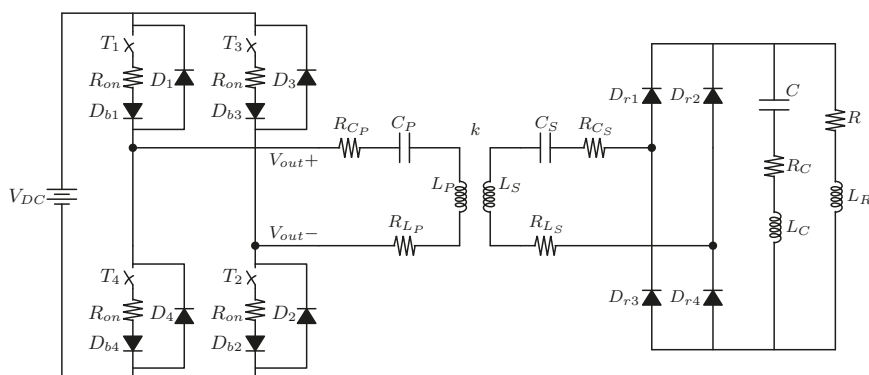 T1 T3
Ron D1 Ron D3
Db1 Db3
Dr1 Dr2 C R
RCP CP k CS RCS
Vout+
VDC LP LS RC LR
Vout− RLP RLS LC
T4 T2
Ron D4 Ron D2 Dr3 Dr4
Db4 Db2